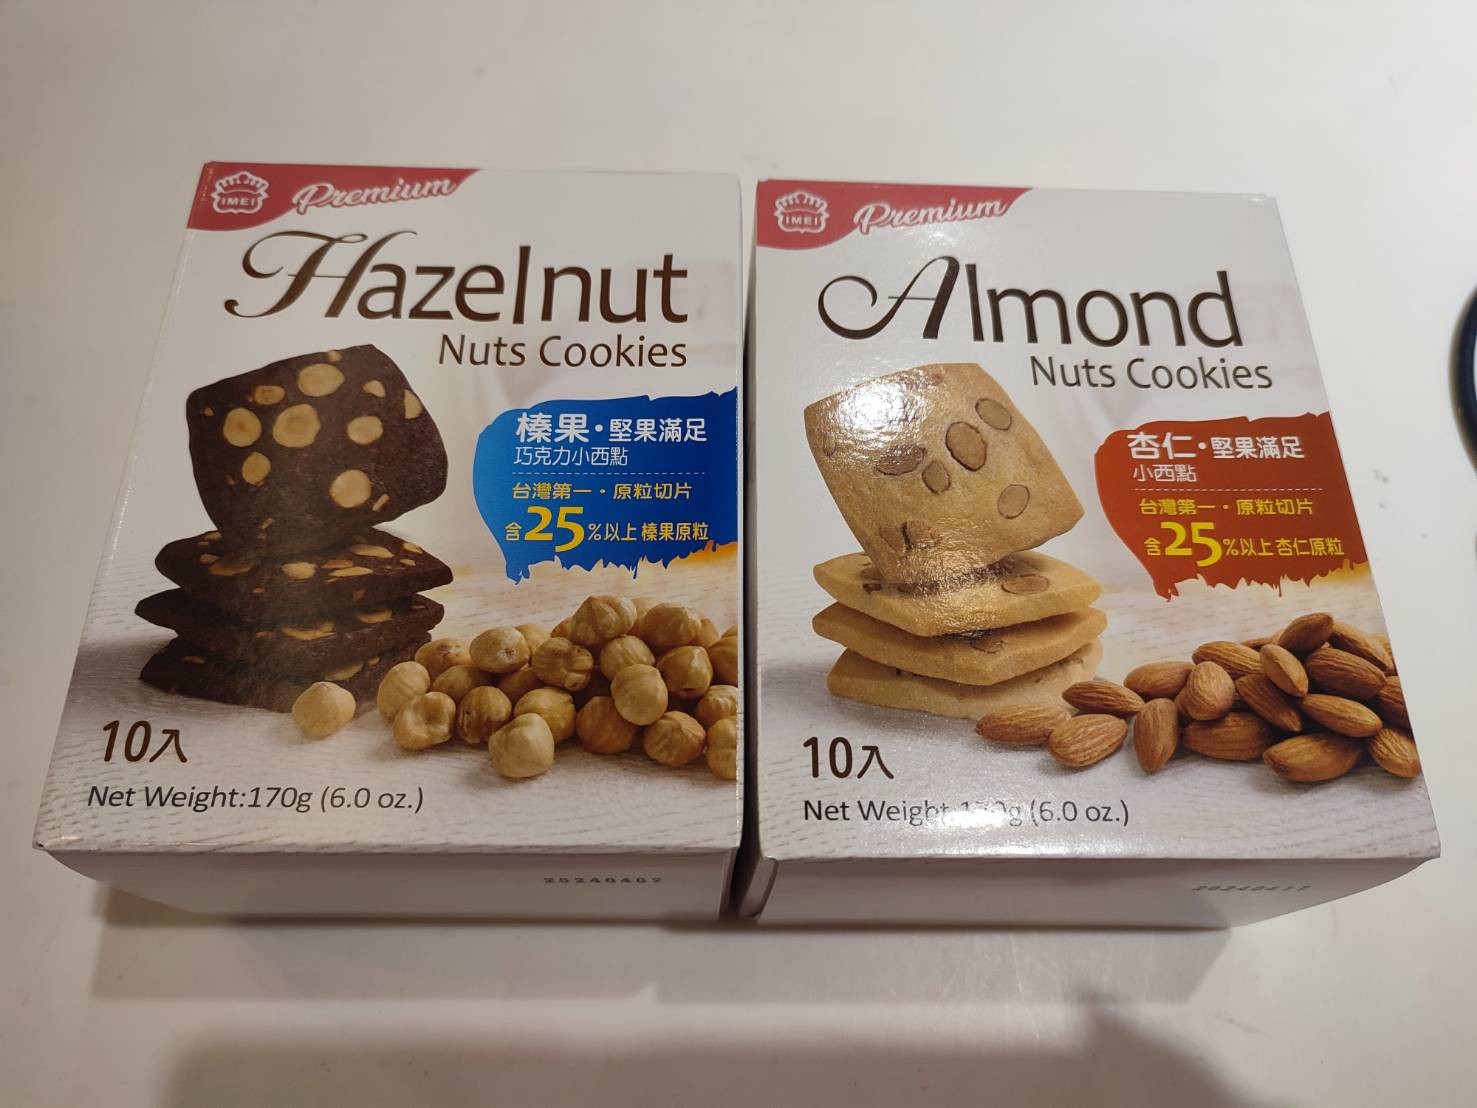 IMEI Premium
Hazelnut
Nuts Cookies
榛果・堅果滿足
巧克力小西點
台灣第一・原粒切片
含25%以上榛果原粒
10入
Net Weight:170g (6.0 oz.)
20240409
IMEI Premium
Almond
Nuts Cookies
杏仁・堅果滿足
小西點
台灣第一・原粒切片
含25%以上杏仁原粒
10入
Net Weight: (6.0 oz.)